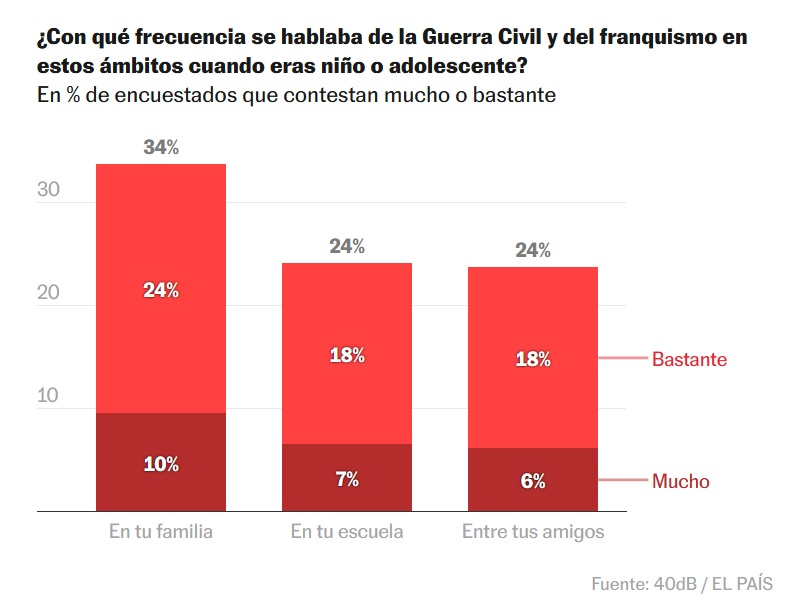 ¿Con qué frecuencia se hablaba de la Guerra Civil y del franquismo en
estos ámbitos cuando eras niño o adolescente?
En % de encuestados que contestan mucho o bastante
34%
24%
24%
30
20
10
24%
18%
18%
Bastante
10%
7%
6%
Mucho
En tu familia
En tu escuela
Entre tus amigos
Fuente: 40dB / EL PAÍS